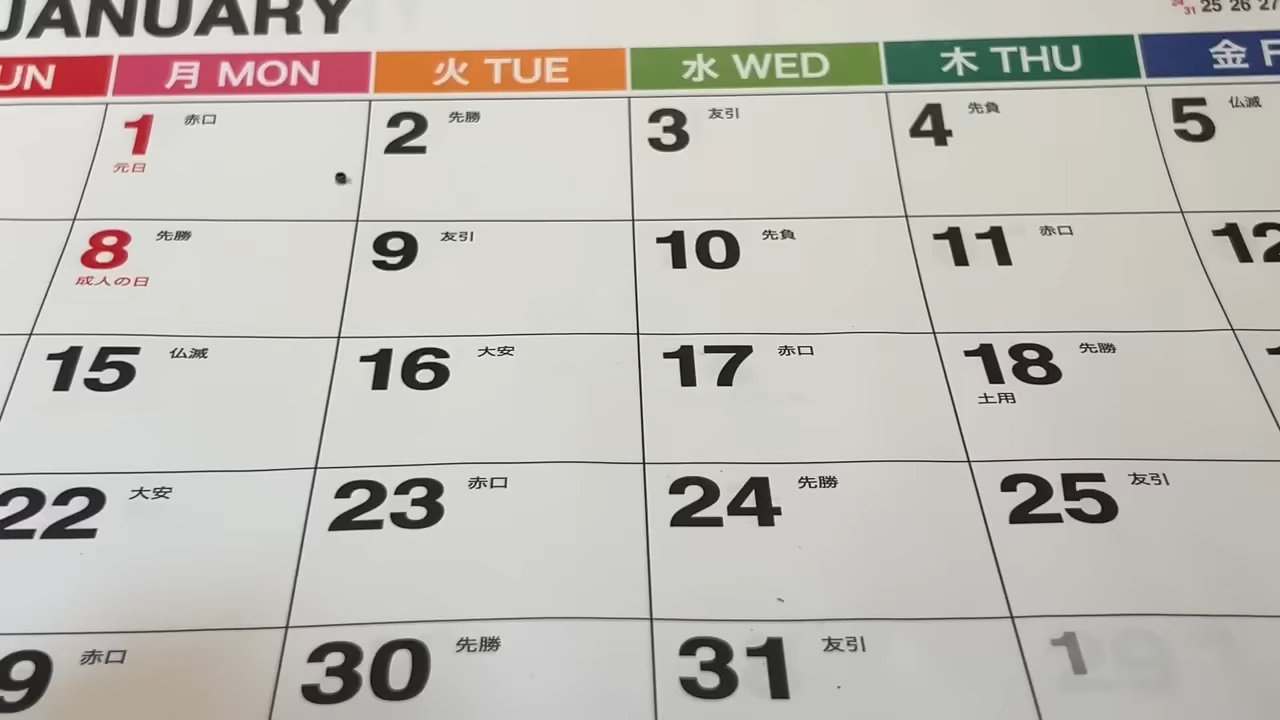 JANUARY
31 25 26 27
UN 月 MON 火 TUE 水 WED 木 THU 金 F
1 赤口 2 先勝 3 友引 4 先負 5 仏滅
元日
8 先勝 9 友引 10 先負 11 赤口 12
成人の日
15 仏滅 16 大安 17 赤口 18 先勝
土用
22 大安 23 赤口 24 先勝 25 友引
9 赤口 30 先勝 31 友引 1